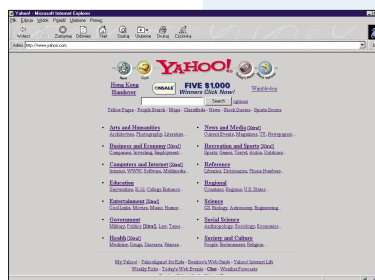 Yahoo! - Microsoft Internet Explorer
Plik Edycja Widok Przejdź Ulubione Pomoc
Wstecz Zatrzymaj Odśwież Start Szukaj Ulubione Drukuj Czcionka
Adres http://www.yahoo.com
New Cool YAHOO!
Hong Kong Handover
ONSALE FIVE $1,000 Winners Click Now!
Wimbledon
Search options
Yellow Pages - People Search - Maps - Classifieds - News - Stock Quotes - Sports Scores
Arts and Humanities
Architecture, Photography, Literature...
Business and Economy [Xtra!]
Companies, Investing, Employment...
Computers and Internet [Xtra!]
Internet, WWW, Software, Multimedia...
Education
Universities, K-12, College Entrance...
Entertainment [Xtra!]
Cool Links, Movies, Music, Humor...
Government
Military, Politics [Xtra!], Law, Taxes...
Health [Xtra!]
Medicine, Drugs, Diseases, Fitness...
News and Media [Xtra!]
Current Events, Magazines, TV, Newspapers...
Recreation and Sports [Xtra!]
Sports, Games, Travel, Autos, Outdoors...
Reference
Libraries, Dictionaries, Phone Numbers...
Regional
Countries, Regions, U.S. States...
Science
CS, Biology, Astronomy, Engineering...
Social Science
Anthropology, Sociology, Economics...
Society and Culture
People, Environment, Religion...
My Yahoo! - Yahooligans! for Kids - Beatrice's Web Guide - Yahoo! Internet Life
Weekly Picks - Today's Web Events - Chat - Weather Forecasts